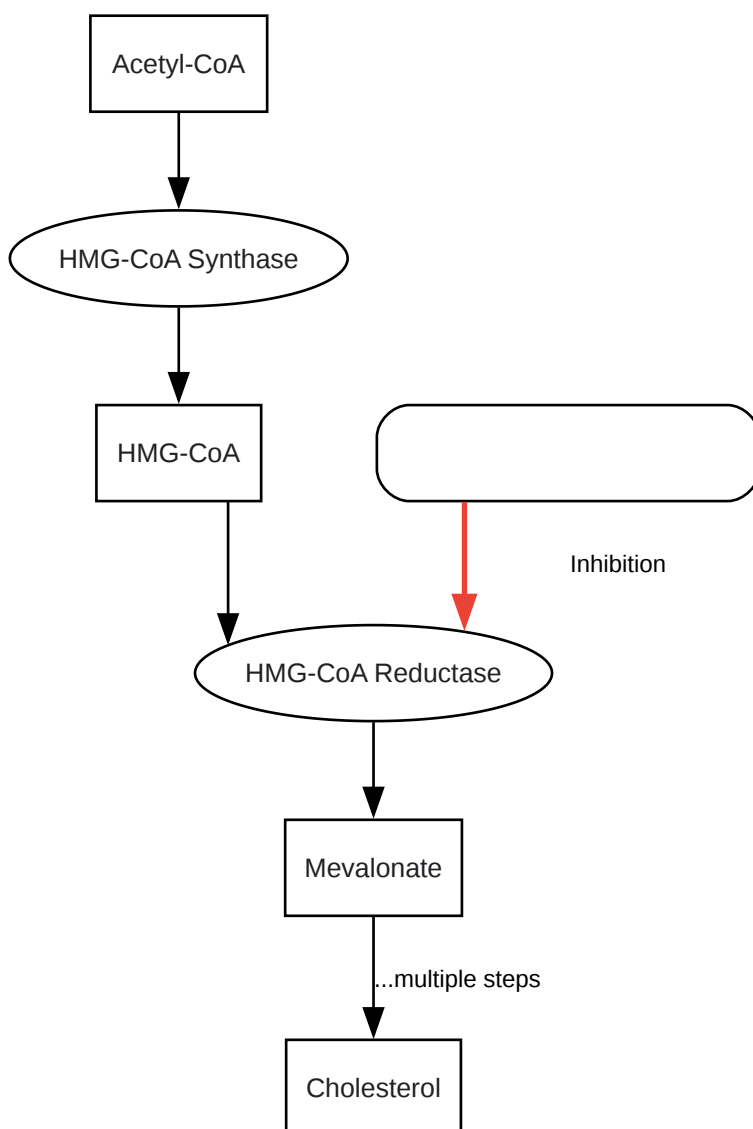 Acetyl-CoA
HMG-CoA Synthase
HMG-CoA
Inhibition
HMG-CoA Reductase
Mevalonate
...multiple steps
Cholesterol